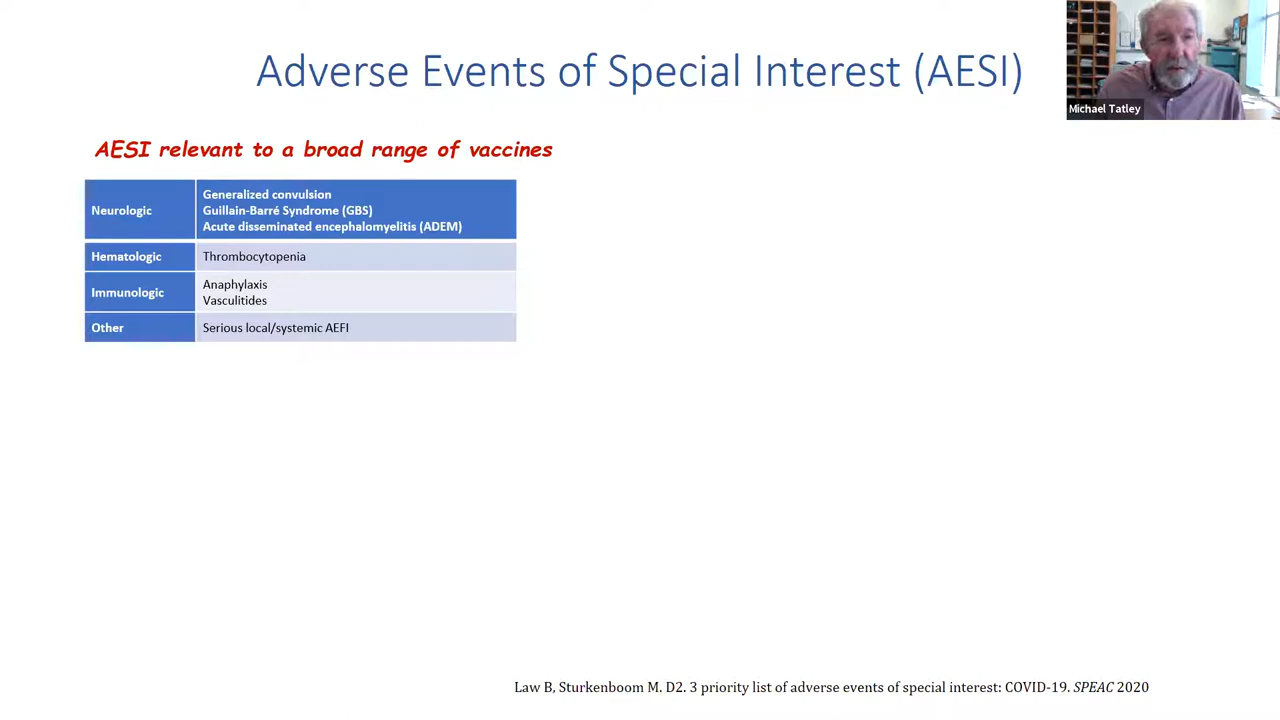 Adverse Events of Special Interest (AESI)
Michael Tatley
AESI relevant to a broad range of vaccines
Neurologic
Generalized convulsion
Guillain-Barré Syndrome (GBS)
Acute disseminated encephalomyelitis (ADEM)
Hematologic
Thrombocytopenia
Immunologic
Anaphylaxis
Vasculitides
Other
Serious local/systemic AEFI
Law B, Sturkenboom M. D2. 3 priority list of adverse events of special interest: COVID-19. SPEAC 2020